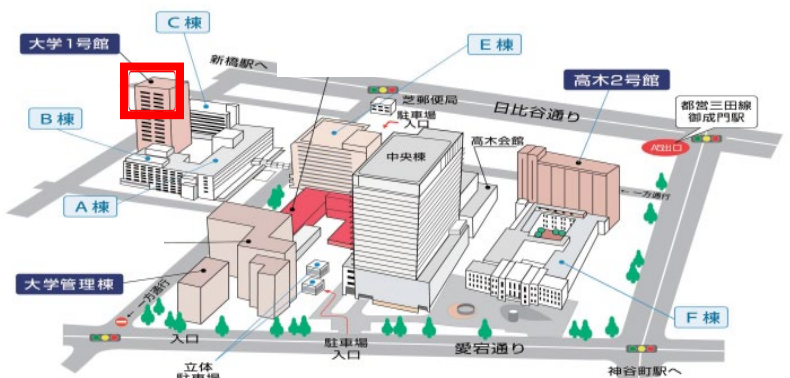 C棟
大学1号館
新橋駅へ
E棟
芝郵便局
駐車場
入口
日比谷通り
高木2号館
都営三田線
御成門駅
A5出口
B棟
中央棟
高木会館
一方通行
A棟
大学管理棟
一方通行
F棟
入口
立体
駐車場
駐車場
入口
愛宕通り
神谷町駅へ